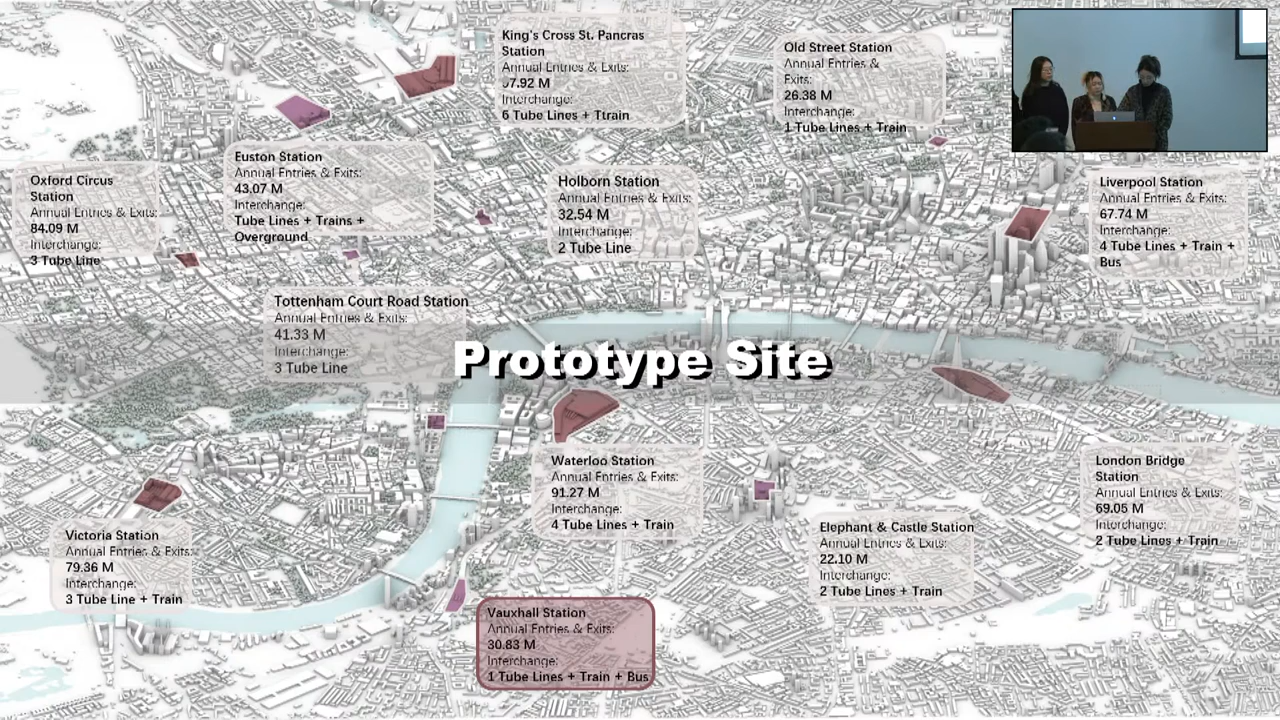 King's Cross St. Pancras
Station
Annual Entries & Exits:
Interchange:
6 Tube Lines + Ttrain
Old Street Station
Annual Entries &
Exits:
26.38 M
Interchange:
1 Tube Lines + Train
Euston Station
Annual Entries & Exits:
43.07 M
Interchange:
Tube Lines + Trains +
Overground
Oxford Circus
Station
Annual Entries & Exits:
84.09 M
Interchange:
3 Tube Line
Holborn Station
Annual Entries & Exits:
32.54 M
Interchange:
2 Tube Line
Liverpool Station
Annual Entries & Exits:
67.74 M
Interchange:
4 Tube Lines + Train +
Bus
Tottenham Court Road Station
Annual Entries & Exits:
41.33 M
Interchange:
3 Tube Line
Prototype Site
Waterloo Station
Annual Entries & Exits:
91.27 M
Interchange:
4 Tube Lines + Train
London Bridge
Station
Annual Entries & Exits:
69.05 M
Interchange:
2 Tube Lines + Train
Victoria Station
Annual Entries & Exits:
79.36 M
Interchange:
3 Tube Line + Train
Elephant & Castle Station
Annual Entries & Exits:
22.10 M
Interchange:
2 Tube Lines + Train
Vauxhall Station
Annual Entries & Exits:
30.83 M
Interchange:
1 Tube Lines + Train + Bus